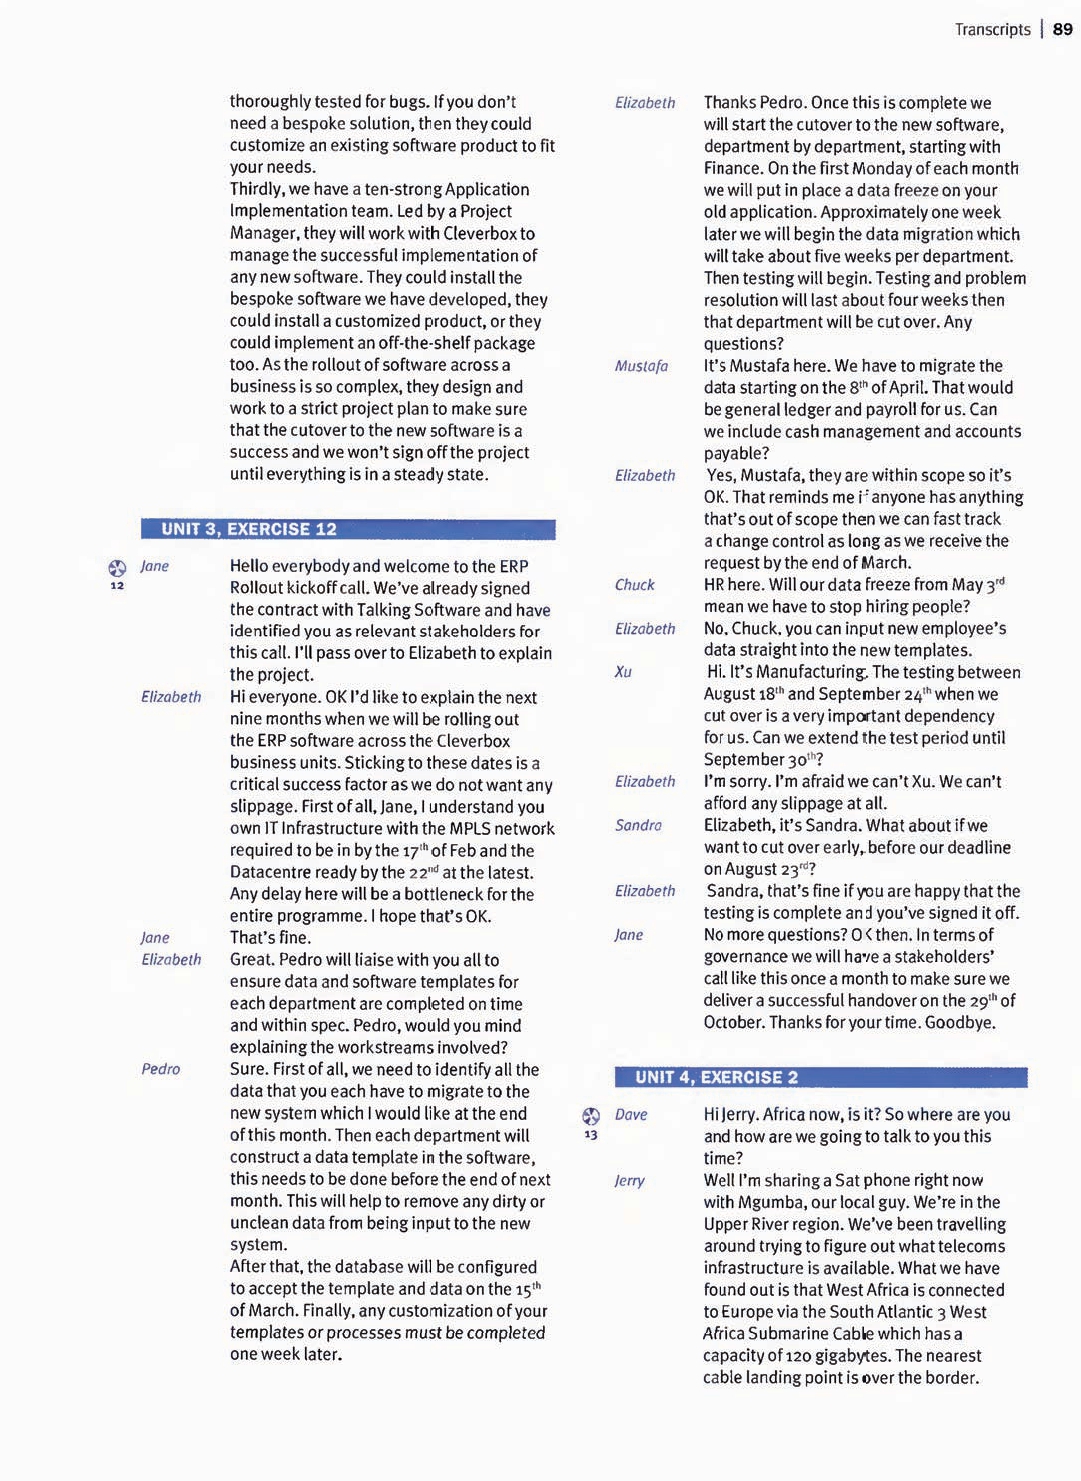 Transcripts | 89
thoroughly tested for bugs. If you don't
need a bespoke solution, then they could
customize an existing software product to fit
your needs.
Thirdly, we have a ten-strong Application
Implementation team. Led by a Project
Manager, they will work with Cleverbox to
manage the successful implementation of
any new software. They could install the
bespoke software we have developed, they
could install a customized product, or they
could implement an off-the-shelf package
too. As the rollout of software across a
business is so complex, they design and
work to a strict project plan to make sure
that the cutover to the new software is a
success and we won't sign off the project
until everything is in a steady state.
UNIT 3, EXERCISE 12
12
Jane Hello everybody and welcome to the ERP
Rollout kickoff call. We've already signed
the contract with Talking Software and have
identified you as relevant stakeholders for
this call. I'll pass over to Elizabeth to explain
the project.
Elizabeth Hi everyone. OK I'd like to explain the next
nine months when we will be rolling out
the ERP software across the Cleverbox
business units. Sticking to these dates is a
critical success factor as we do not want any
slippage. First of all, Jane, I understand you
own IT Infrastructure with the MPLS network
required to be in by the 17th of Feb and the
Datacentre ready by the 22nd at the latest.
Any delay here will be a bottleneck for the
entire programme. I hope that's OK.
Jane That's fine.
Elizabeth Great. Pedro will liaise with you all to
ensure data and software templates for
each department are completed on time
and within spec. Pedro, would you mind
explaining the workstreams involved?
Pedro Sure. First of all, we need to identify all the
data that you each have to migrate to the
new system which I would like at the end
of this month. Then each department will
construct a data template in the software,
this needs to be done before the end of next
month. This will help to remove any dirty or
unclean data from being input to the new
system.
After that, the database will be configured
to accept the template and data on the 15th
of March. Finally, any customization of your
templates or processes must be completed
one week later.
Elizabeth Thanks Pedro. Once this is complete we
will start the cutover to the new software,
department by department, starting with
Finance. On the first Monday of each month
we will put in place a data freeze on your
old application. Approximately one week
later we will begin the data migration which
will take about five weeks per department.
Then testing will begin. Testing and problem
resolution will last about four weeks then
that department will be cut over. Any
questions?
Mustafa It's Mustafa here. We have to migrate the
data starting on the 8th of April. That would
be general ledger and payroll for us. Can
we include cash management and accounts
payable?
Elizabeth Yes, Mustafa, they are within scope so it's
OK. That reminds me if anyone has anything
that's out of scope then we can fast track
a change control as long as we receive the
request by the end of March.
Chuck HR here. Will our data freeze from May 3rd
mean we have to stop hiring people?
Elizabeth No, Chuck, you can input new employee's
data straight into the new templates.
Xu Hi. It's Manufacturing. The testing between
August 18th and September 24th when we
cut over is a very important dependency
for us. Can we extend the test period until
September 30th?
Elizabeth I'm sorry. I'm afraid we can't Xu. We can't
afford any slippage at all.
Sandra Elizabeth, it's Sandra. What about if we
want to cut over early, before our deadline
on August 23rd?
Elizabeth Sandra, that's fine if you are happy that the
testing is complete and you've signed it off.
Jane No more questions? OK then. In terms of
governance we will have a stakeholders'
call like this once a month to make sure we
deliver a successful handover on the 29th of
October. Thanks for your time. Goodbye.
UNIT 4, EXERCISE 2
13
Dave Hi Jerry. Africa now, is it? So where are you
and how are we going to talk to you this
time?
Jerry Well I'm sharing a Sat phone right now
with Mgumba, our local guy. We're in the
Upper River region. We've been travelling
around trying to figure out what telecoms
infrastructure is available. What we have
found out is that West Africa is connected
to Europe via the South Atlantic 3 West
Africa Submarine Cable which has a
capacity of 120 gigabytes. The nearest
cable landing point is over the border.